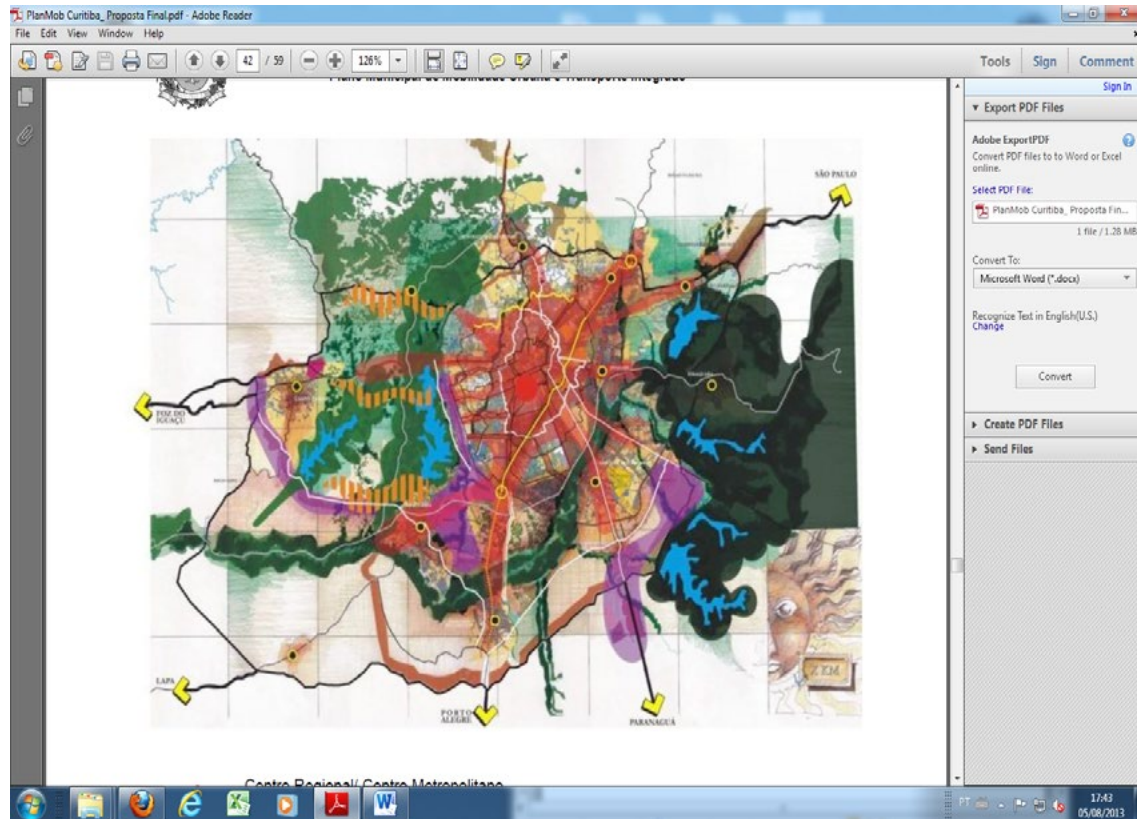 PlanMob Curitiba_ Proposta Final.pdf - Adobe Reader
File Edit View Window Help
42 / 59
126%
Tools
Sign
Comment
Sign In
Plano Municipal de Mobilidade Urbana e Transporte Integrado
Export PDF Files
Adobe ExportPDF
Convert PDF files to to Word or Excel
online.
Select PDF File:
PlanMob Curitiba_ Proposta Fin...
1 file / 1.28 MB
Convert To:
Microsoft Word (*.docx)
Recognize Text in English(U.S.)
Change
Convert
Create PDF Files
Send Files
SÃO PAULO
FOZ DO
IGUAÇU
LAPA
PORTO
ALEGRE
PARANAGUÁ
2 KM
Centro Regional/ Centro Metropolitano
PT
17:43
05/08/2013